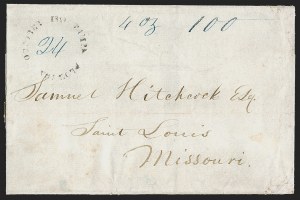 4 oz 100
24
Samuel Hitchcock Esq.
Saint Louis
Missouri.